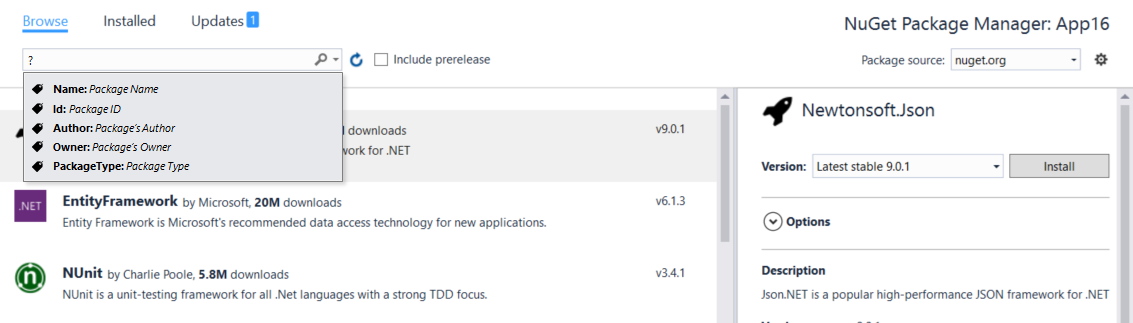 Browse
Installed
Updates 1
NuGet Package Manager: App16
?
Include prerelease
Package source: nuget.org
Name: Package Name
Id: Package ID
Author: Package's Author
Owner: Package's Owner
PackageType: Package Type
downloads
v9.0.1
work for .NET
.NET
EntityFramework by Microsoft, 20M downloads
v6.1.3
Entity Framework is Microsoft's recommended data access technology for new applications.
n
NUnit by Charlie Poole, 5.8M downloads
v3.4.1
NUnit is a unit-testing framework for all .Net languages with a strong TDD focus.
Newtonsoft.Json
Version: Latest stable 9.0.1
Install
Options
Description
Json.NET is a popular high-performance JSON framework for .NET